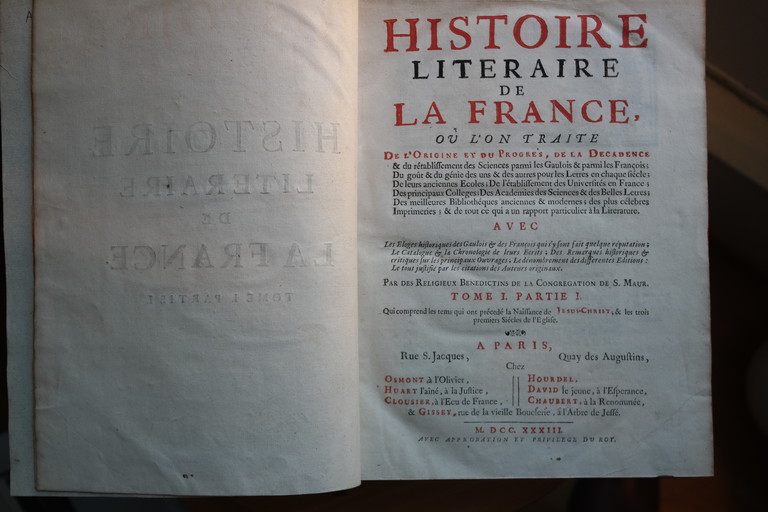 HISTOIRE
LITERAIRE
DE
LA FRANCE,
OÙ L'ON TRAITE
DE L'ORIGINE ET DU PROGRÈS, DE LA DECADENCE
& du rétablissement des Sciences parmi les Gaulois & parmi les François;
Du goût & du génie des uns & des autres pour les Letres en chaque siécle;
De leurs anciennes Ecoles; De l'établissement des Universités en France;
Des principaux Colleges; Des Academies des Sciences & des Belles Letres;
Des meilleures Bibliothéques anciennes & modernes; des plus célebres
Imprimeries; & de tout ce qui a un rapport particulier à la Literature.
AVEC
Les Eloges historiques des Gaulois & des François qui s'y sont fait quelque réputation;
Le Catalogue & la Chronologie de leurs Ecrits; Des Remarques historiques &
critiques sur les principaux Ouvrages; Le dénombrement des differentes Editions:
Le tout justifié par les citations des Auteurs originaux.
PAR DES RELIGIEUX BENEDICTINS DE LA CONGREGATION DE S. MAUR.
TOME I. PARTIE I.
Qui comprend les tems qui ont précédé la Naissance de JESUS-CHRIST, & les trois
premiers Siécles de l'Eglise.
A PARIS,
Rue S. Jacques, Quay des Augustins,
Chez
OSMONT, à l'Olivier, HOURDEL.
HUART l'aîné, à la Justice, DAVID le jeune, à l'Esperance,
CLOUSIER, à l'Ecu de France, CHAUBERT, à la Renommée,
& GISSEY, rue de la vieille Bouclerie, à l'Arbre de Jessé.
M. DCC. XXXIII.
AVEC APPROBATION ET PRIVILEGE DU ROY.